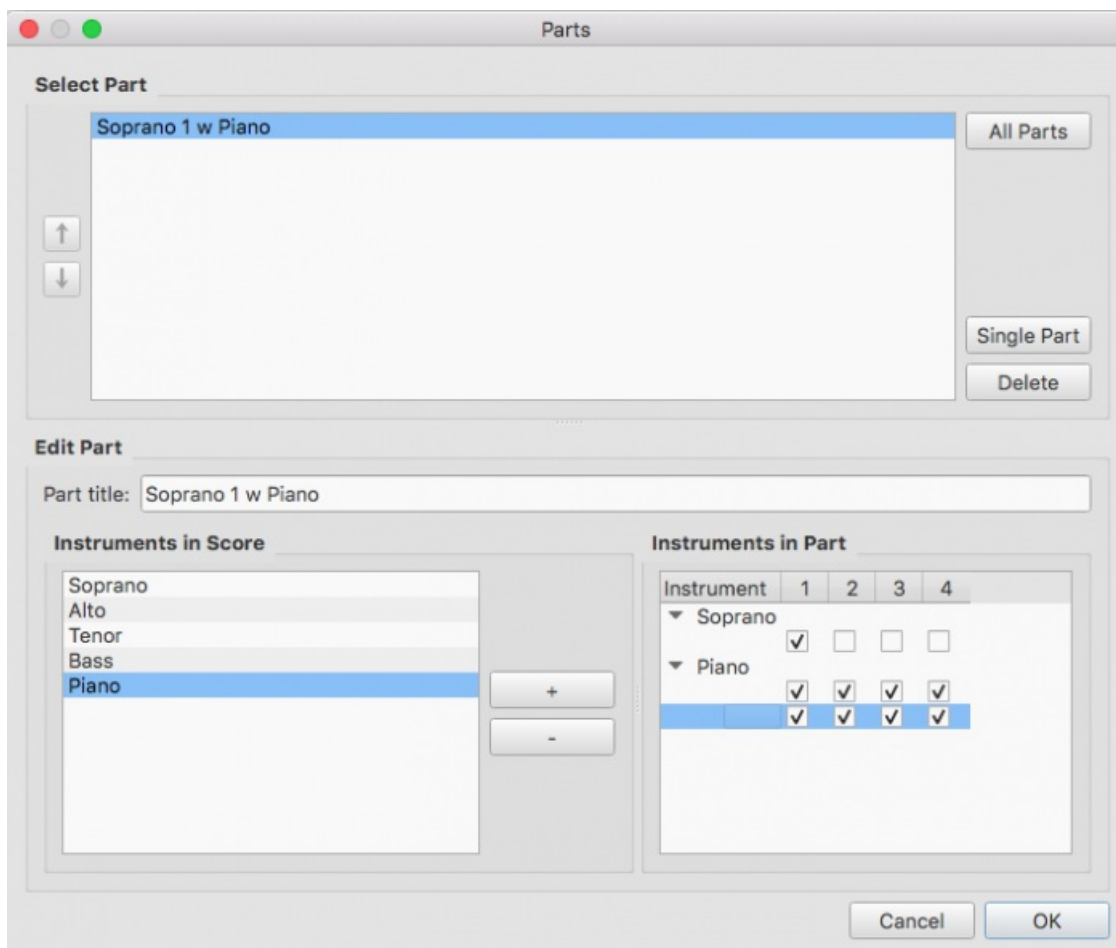 Parts
Select Part
Soprano 1 w Piano
All Parts
↑
↓
Single Part
Delete
Edit Part
Part title: Soprano 1 w Piano
Instruments in Score
Soprano
Alto
Tenor
Bass
Piano
+
-
Instruments in Part
Instrument 1 2 3 4
Soprano
Piano
Cancel OK